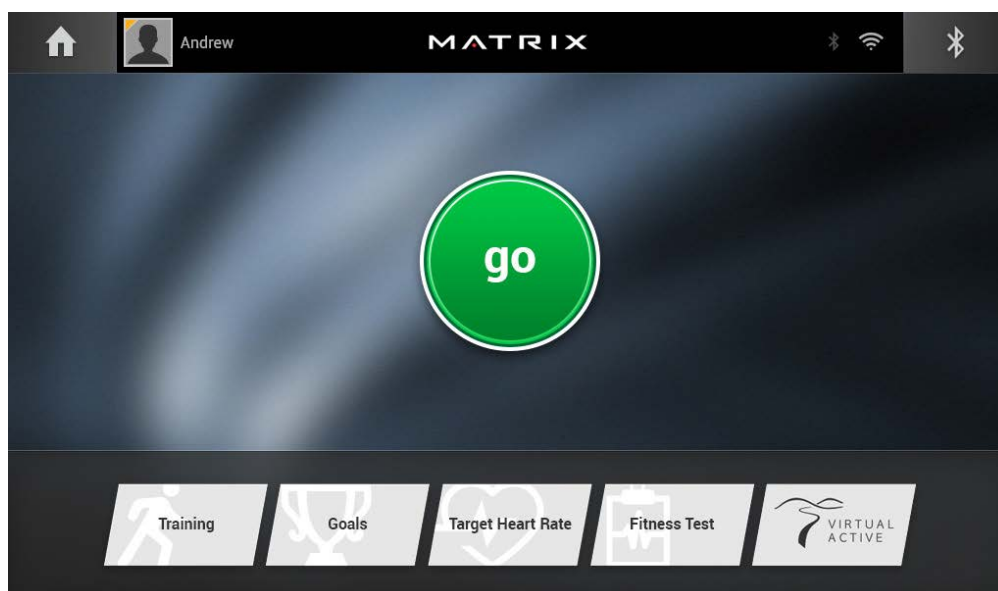 Andrew
MATRIX
go
Training
Goals
Target Heart Rate
Fitness Test
VIRTUAL
ACTIVE